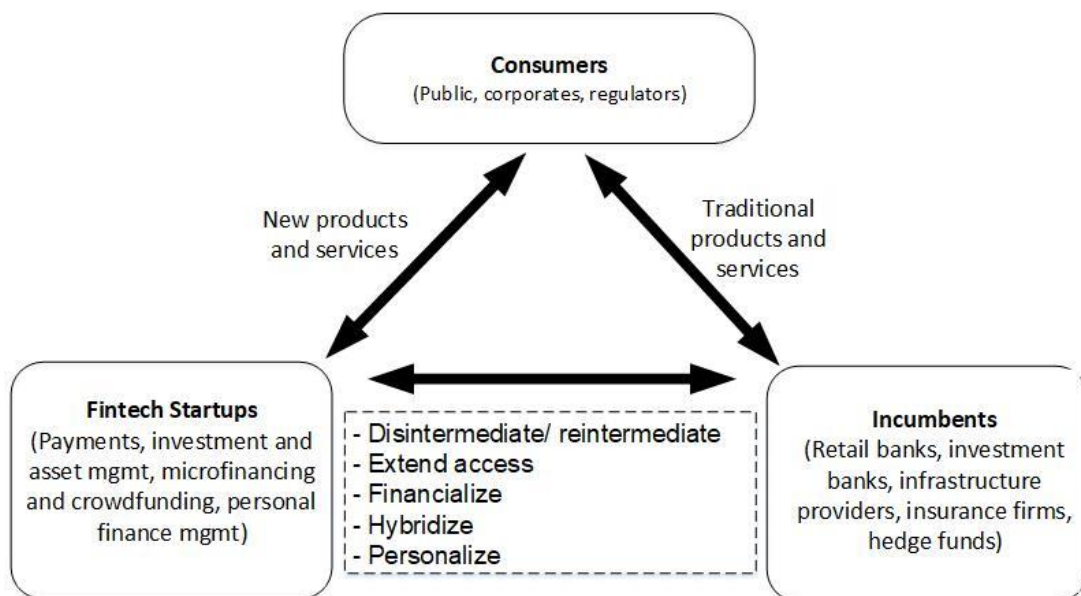 Consumers
(Public, corporates, regulators)
New products
and services
Traditional
products and
services
Fintech Startups
(Payments, investment and
asset mgmt, microfinancing
and crowdfunding, personal
finance mgmt)
- Disintermediate/ reintermediate
- Extend access
- Financialize
- Hybridize
- Personalize
Incumbents
(Retail banks, investment
banks, infrastructure
providers, insurance firms,
hedge funds)